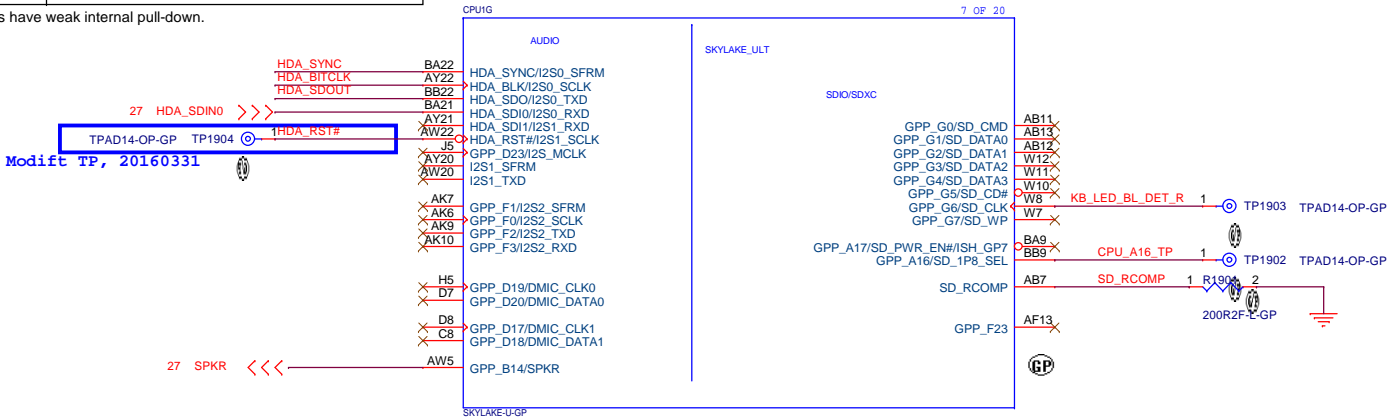 s have weak internal pull-down.
CPU1G
7 OF 20
AUDIO
SKYLAKE_ULT
SDIO/SDXC
HDA_SYNC BA22 HDA_SYNC/I2S0_SFRM
HDA_BITCLK AY22 HDA_BLK/I2S0_SCLK
HDA_SDOUT BB22 HDA_SDO/I2S0_TXD
27 HDA_SDIN0 BA21 HDA_SDI0/I2S0_RXD
AY21 HDA_SDI1/I2S1_RXD
TPAD14-OP-GP TP1904 1 HDA_RST# AW22 HDA_RST#/I2S1_SCLK
Modift TP, 20160331
J5 GPP_D23/I2S_MCLK
AY20 I2S1_SFRM
AW20 I2S1_TXD
AK7 GPP_F1/I2S2_SFRM
AK6 GPP_F0/I2S2_SCLK
AK9 GPP_F2/I2S2_TXD
AK10 GPP_F3/I2S2_RXD
H5 GPP_D19/DMIC_CLK0
D7 GPP_D20/DMIC_DATA0
D8 GPP_D17/DMIC_CLK1
C8 GPP_D18/DMIC_DATA1
27 SPKR AW5 GPP_B14/SPKR
GPP_G0/SD_CMD AB11
GPP_G1/SD_DATA0 AB13
GPP_G2/SD_DATA1 AB12
GPP_G3/SD_DATA2 W12
GPP_G4/SD_DATA3 W11
GPP_G5/SD_CD# W10
GPP_G6/SD_CLK W8 KB_LED_BL_DET_R 1 TP1903 TPAD14-OP-GP
GPP_G7/SD_WP W7
GPP_A17/SD_PWR_EN#/ISH_GP7 BA9
GPP_A16/SD_1P8_SEL BB9 CPU_A16_TP 1 TP1902 TPAD14-OP-GP
SD_RCOMP AB7 SD_RCOMP 1 2
200R2F-L-GP
GPP_F23 AF13
GP
SKYLAKE-U-GP